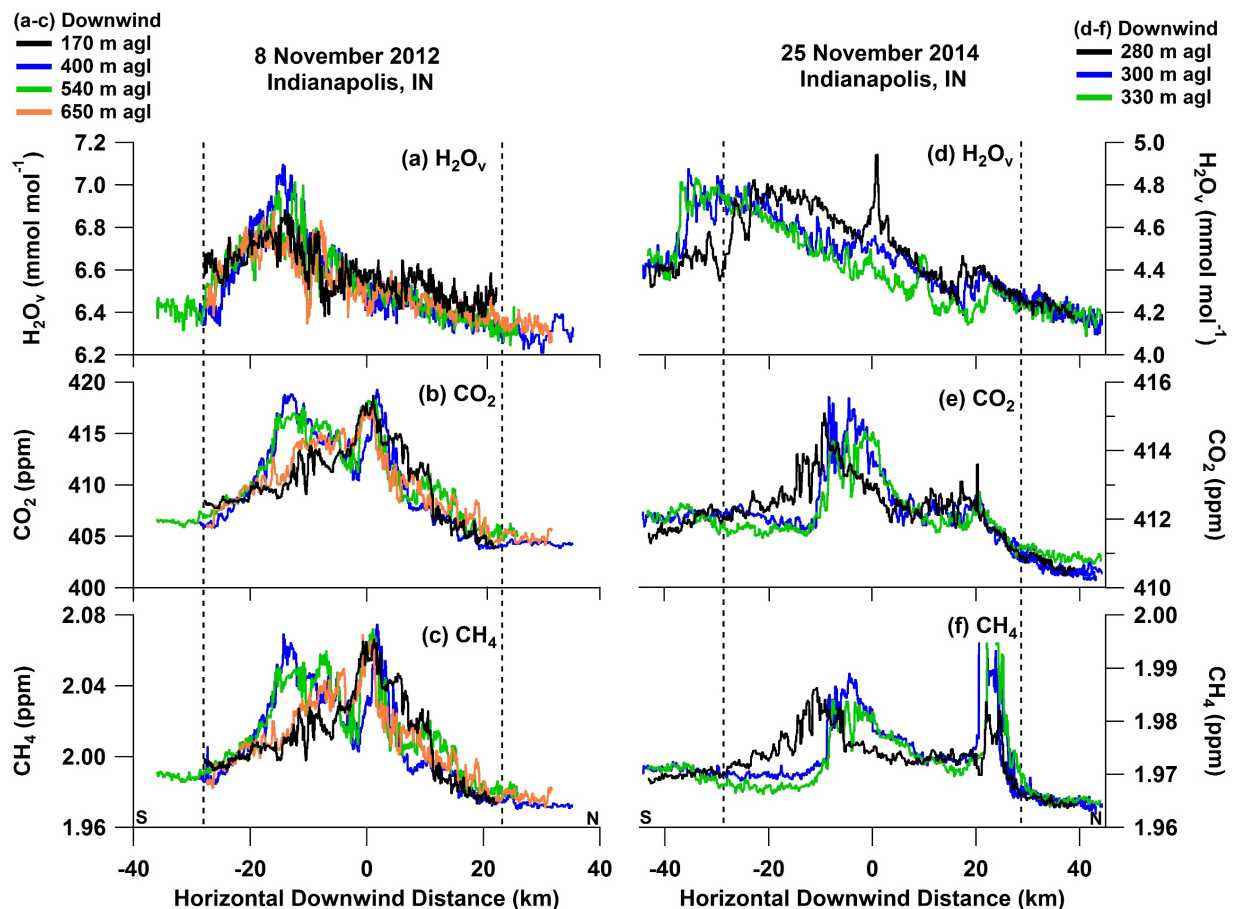 (a-c) Downwind
170 m agl
400 m agl
540 m agl
650 m agl
8 November 2012
Indianapolis, IN
25 November 2014
Indianapolis, IN
(d-f) Downwind
280 m agl
300 m agl
330 m agl
7.2
7.0
6.8
6.6
6.4
6.2
H₂Oᵥ (mmol mol⁻¹)
(a) H₂Oᵥ
-40 -20 0 20 40
(d) H₂Oᵥ
5.0
4.8
4.6
4.4
4.2
4.0
H₂Oᵥ (mmol mol⁻¹)
420
415
410
405
400
CO₂ (ppm)
(b) CO₂
(e) CO₂
416
414
412
410
CO₂ (ppm)
2.08
2.04
2.00
1.96
CH₄ (ppm)
(c) CH₄
S
N
(f) CH₄
S
N
2.00
1.99
1.98
1.97
1.96
CH₄ (ppm)
-40 -20 0 20 40
Horizontal Downwind Distance (km)
-40 -20 0 20 40
Horizontal Downwind Distance (km)